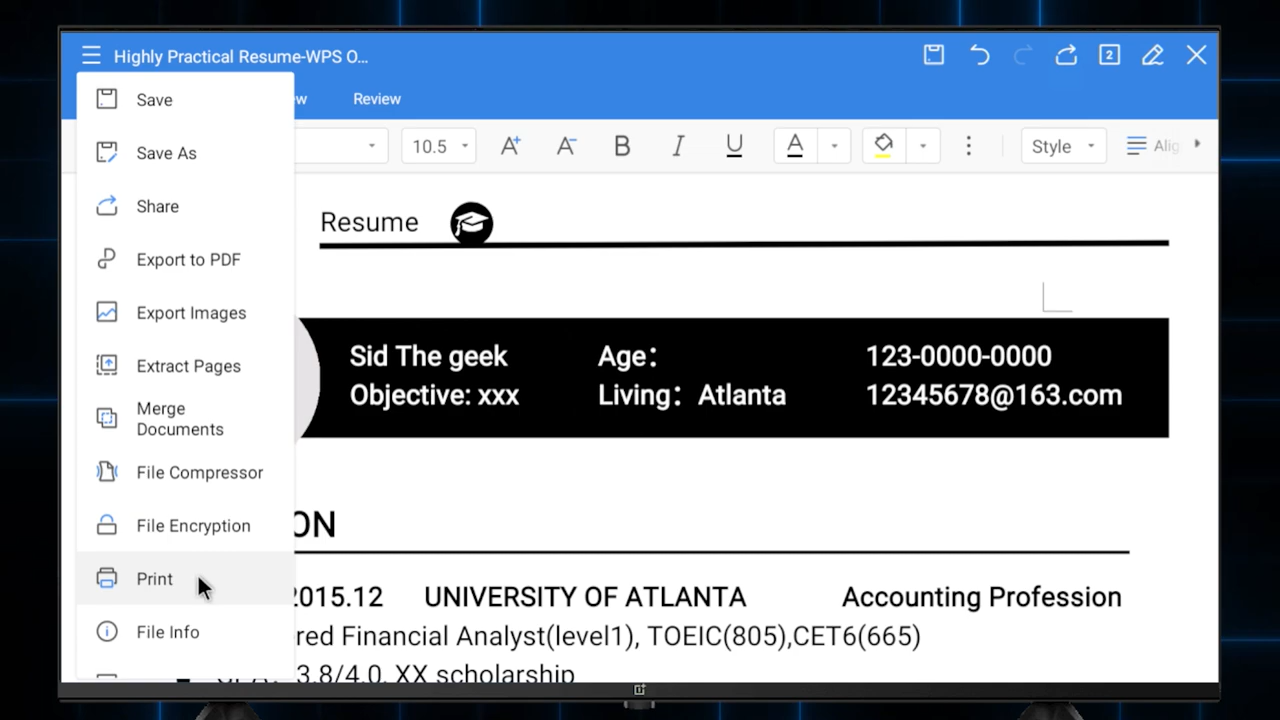 Highly Practical Resume-WPS O...
2
Save
Save As
Share
Export to PDF
Export Images
Extract Pages
Merge
Documents
File Compressor
File Encryption
Print
File Info
w
Review
10.5
A+
A-
B
I
U
A
Style
Alig
Resume
Sid The geek
Age:
123-0000-0000
Objective: xxx
Living: Atlanta
12345678@163.com
ON
2015.12 UNIVERSITY OF ATLANTA Accounting Profession
red Financial Analyst(level1), TOEIC(805),CET6(665)
3.8/4.0, XX scholarship